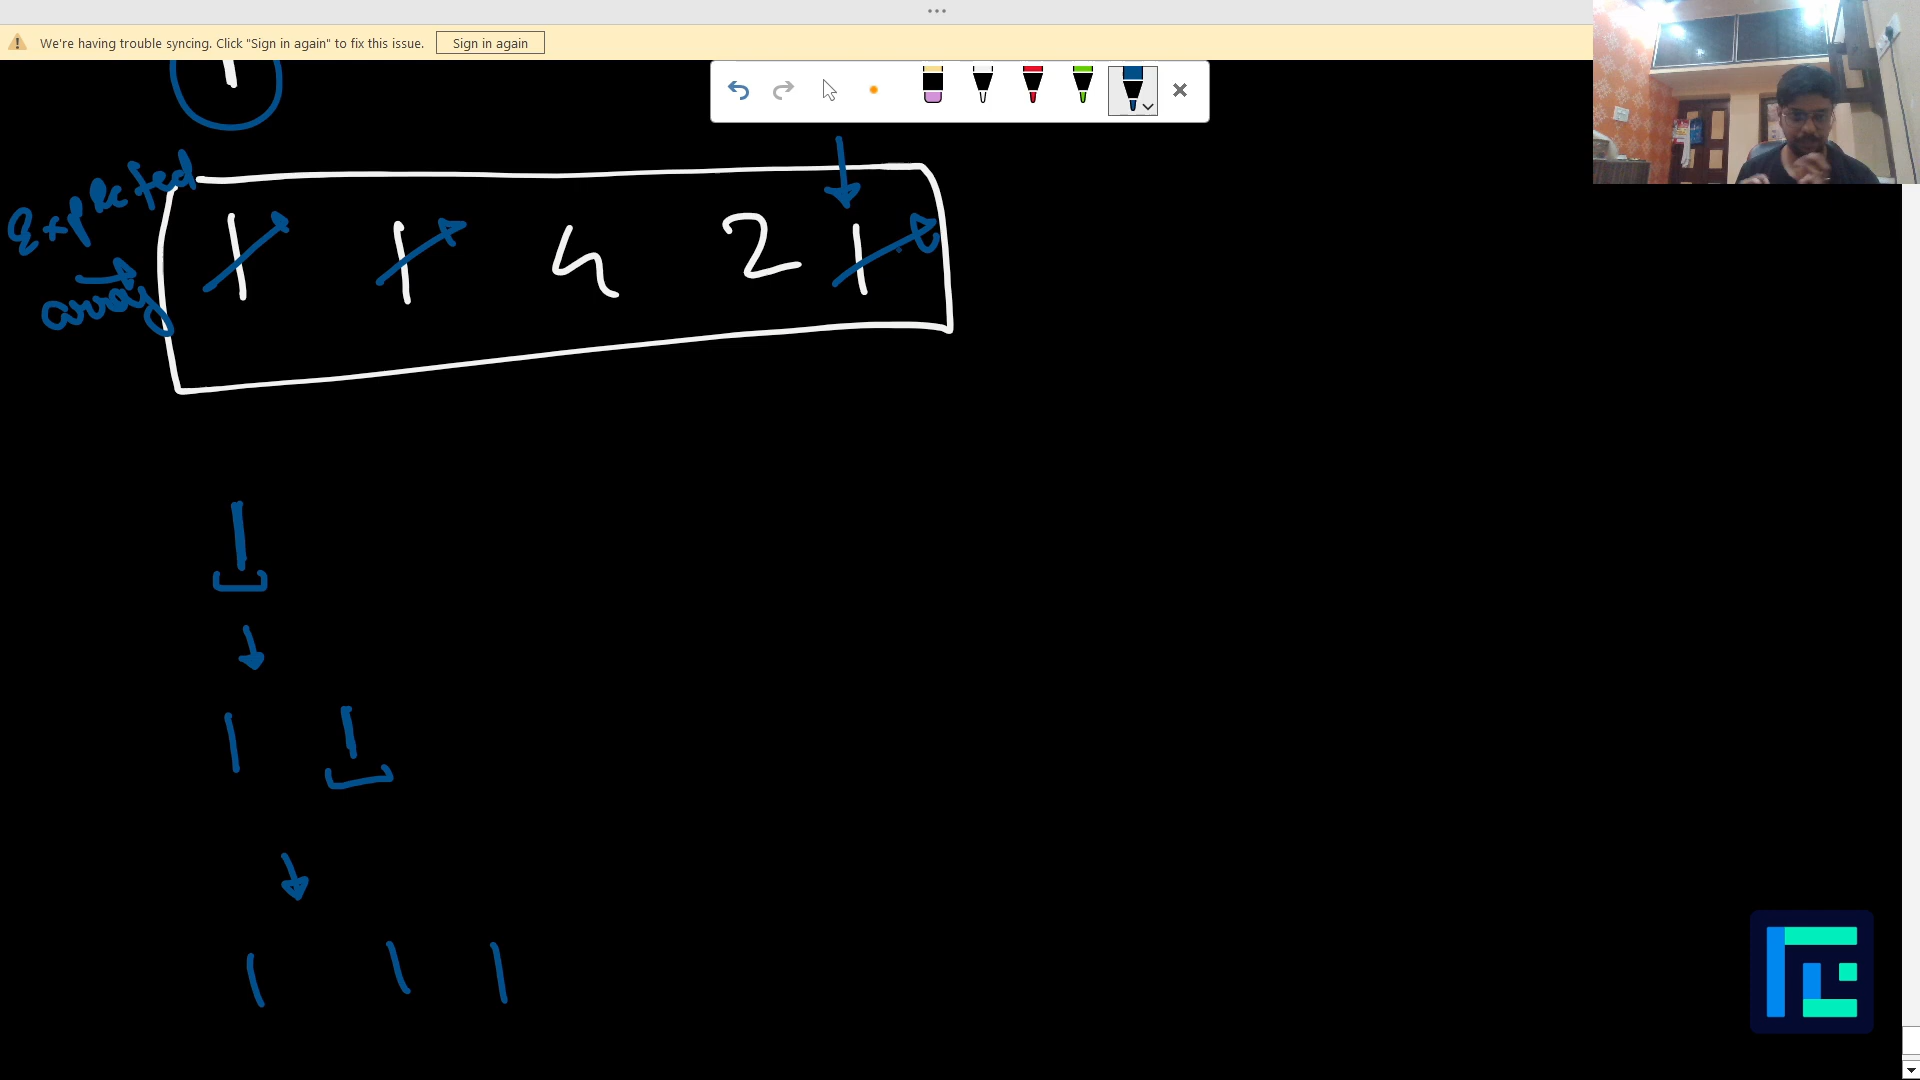 We're having trouble syncing. Click "Sign in again" to fix this issue. Sign in again
1
Expected
array
1 1 4 2 1
1
1 1
1 1 1